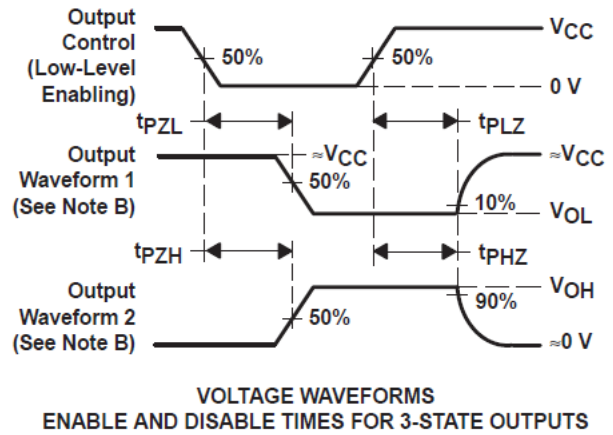 Output
Control
(Low-Level
Enabling)
50%
50%
VCC
0 V
tPZL
tPLZ
Output
Waveform 1
(See Note B)
≈VCC
50%
≈VCC
10%
VOL
tPZH
tPHZ
Output
Waveform 2
(See Note B)
50%
VOH
90%
≈0 V
VOLTAGE WAVEFORMS
ENABLE AND DISABLE TIMES FOR 3-STATE OUTPUTS